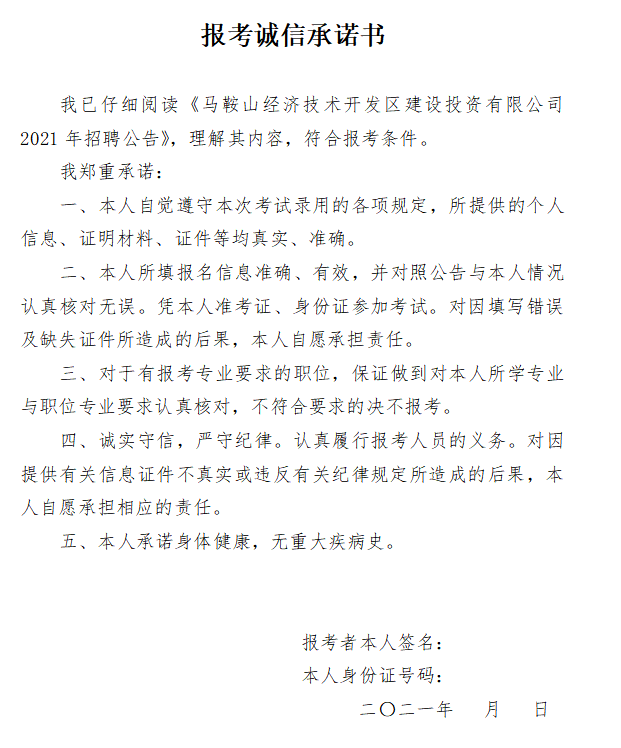 报考诚信承诺书
我已仔细阅读《马鞍山经济技术开发区建设投资有限公司
2021年招聘公告》，理解其内容，符合报考条件。
我郑重承诺：
一、本人自觉遵守本次考试录用的各项规定，所提供的个人
信息、证明材料、证件等均真实、准确。
二、本人所填报名信息准确、有效，并对照公告与本人情况
认真核对无误。凭本人准考证、身份证参加考试。对因填写错误
及缺失证件所造成的后果，本人自愿承担责任。
三、对于有报考专业要求的职位，保证做到对本人所学专业
与职位专业要求认真核对，不符合要求的决不报考。
四、诚实守信，严守纪律。认真履行报考人员的义务。对因
提供有关信息证件不真实或违反有关纪律规定所造成的后果，本
人自愿承担相应的责任。
五、本人承诺身体健康，无重大疾病史。
报考者本人签名：
本人身份证号码：
二〇二一年　月　日